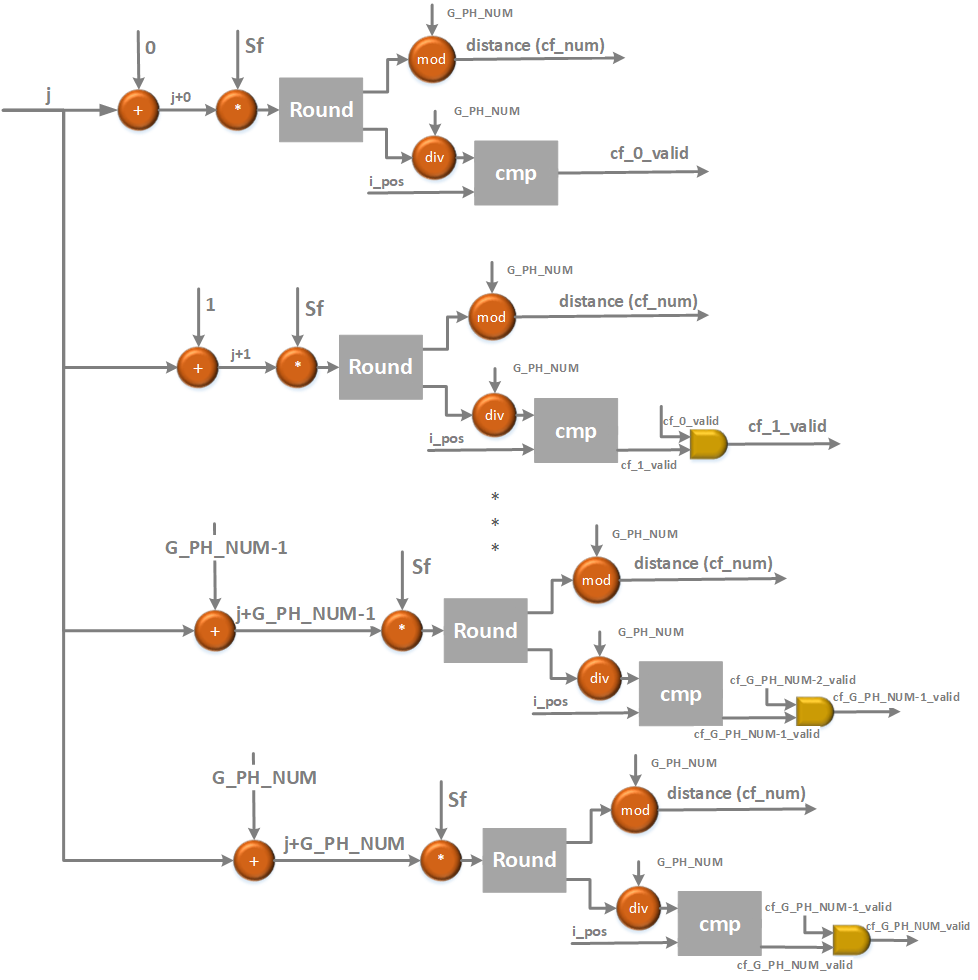 G_PH_NUM
0
Sf
mod
distance (cf_num)
j
+
j+0
*
Round
G_PH_NUM
div
cmp
cf_0_valid
i_pos
G_PH_NUM
1
Sf
mod
distance (cf_num)
+
j+1
*
Round
G_PH_NUM
div
cmp
i_pos
cf_0_valid
cf_1_valid
cf_1_valid
*
*
*
G_PH_NUM-1
G_PH_NUM
Sf
mod
distance (cf_num)
+
j+G_PH_NUM-1
*
Round
G_PH_NUM
div
cmp
i_pos
cf_G_PH_NUM-2_valid
cf_G_PH_NUM-1_valid
cf_G_PH_NUM-1_valid
G_PH_NUM
G_PH_NUM
Sf
mod
distance (cf_num)
+
j+G_PH_NUM
*
Round
G_PH_NUM
div
cmp
i_pos
cf_G_PH_NUM-1_valid
cf_G_PH_NUM_valid
cf_G_PH_NUM_valid